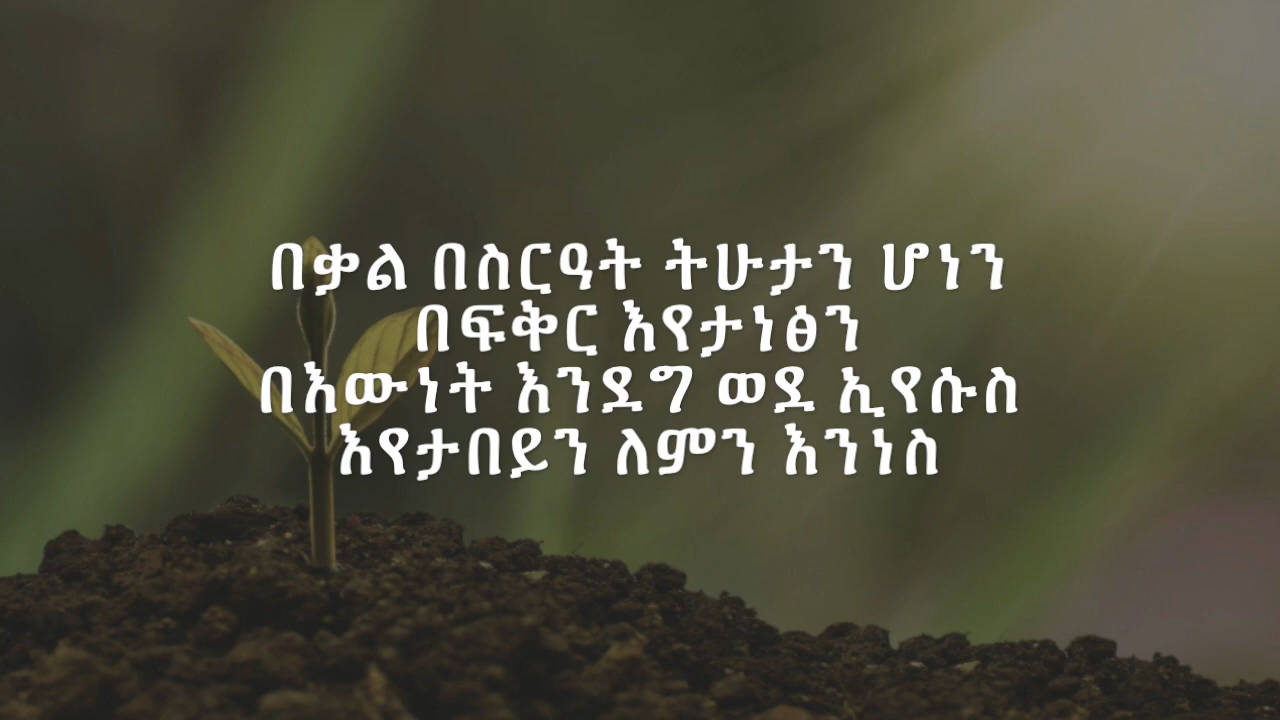 በቃል በስርዓት ትሁታን ሆነን
በፍቅር እየታነፅን
በእውነት እንደግ ወደ ኢየሱስ
እየታበይን ለምን እንነስ